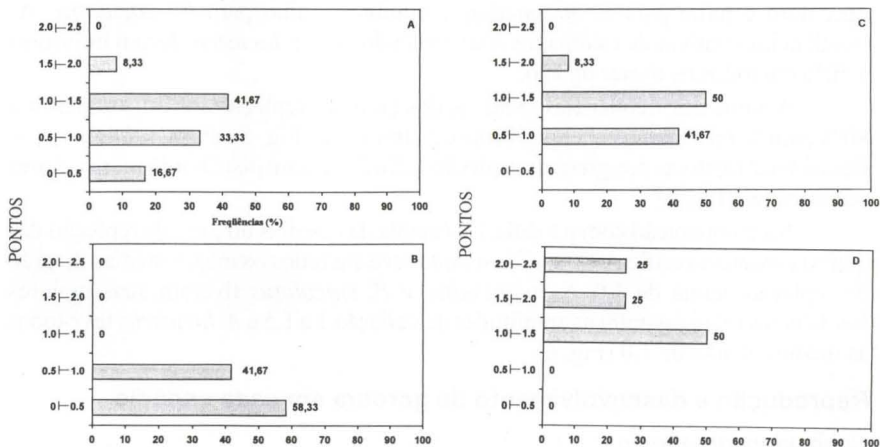 A
2.0 ⊢ 2.5 0
1.5 ⊢ 2.0 8,33
1.0 ⊢ 1.5 41,67
0.5 ⊢ 1.0 33,33
0 ⊢ 0.5 16,67
0 10 20 30 40 50 60 70 80 90 100
Freqüências (%)
PONTOS
B
2.0 ⊢ 2.5 0
1.5 ⊢ 2.0 0
1.0 ⊢ 1.5 0
0.5 ⊢ 1.0 41,67
0 ⊢ 0.5 58,33
0 10 20 30 40 50 60 70 80 90 100
C
2.0 ⊢ 2.5 0
1.5 ⊢ 2.0 8,33
1.0 ⊢ 1.5 50
0.5 ⊢ 1.0 41,67
0 ⊢ 0.5 0
0 10 20 30 40 50 60 70 80 90 100
PONTOS
D
2.0 ⊢ 2.5 25
1.5 ⊢ 2.0 25
1.0 ⊢ 1.5 50
0.5 ⊢ 1.0 0
0 ⊢ 0.5 0
0 10 20 30 40 50 60 70 80 90 100